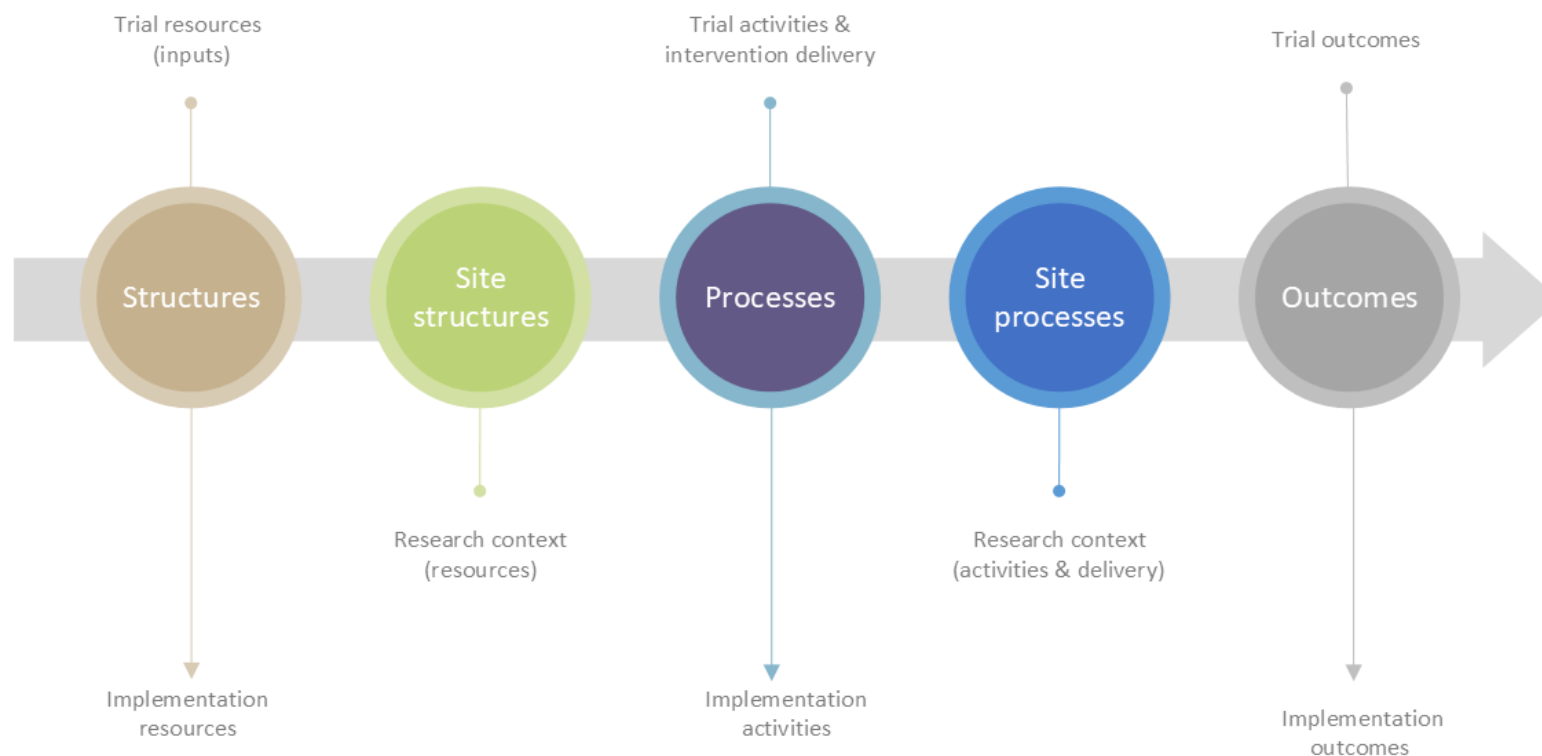 Trial resources
(inputs)
Trial activities &
intervention delivery
Trial outcomes
Structures
Site
structures
Processes
Site
processes
Outcomes
Research context
(resources)
Research context
(activities & delivery)
Implementation
resources
Implementation
activities
Implementation
outcomes